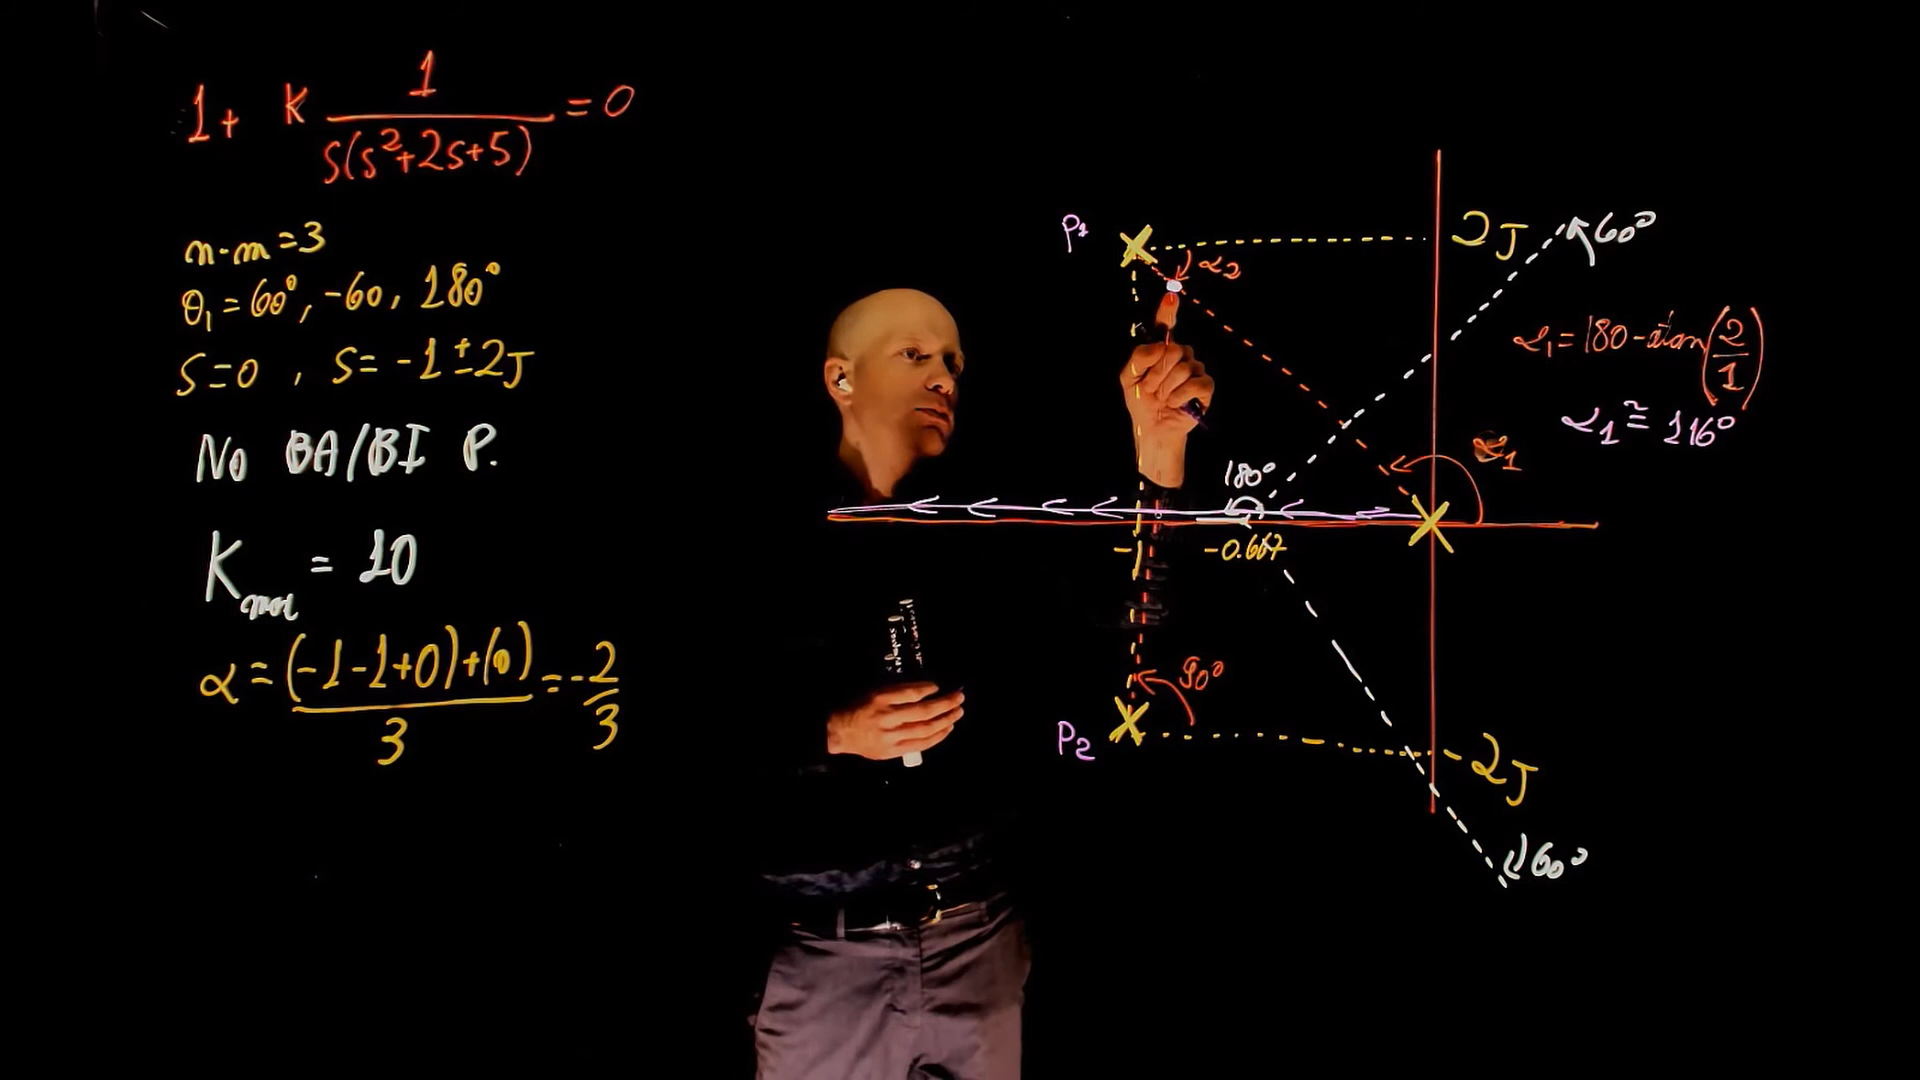 1 + K 1/(s(s²+2s+5)) = 0
n-m=3
θ₁ = 60°, -60, 180°
s=0, s= -1 ± 2J
No BA/BI P.
K = 10
α = ((-1-1+0)+(0))/3 = -2/3
P₁
2J
60°
α₂
α₁ = 180 - atan(2/1)
α₁ ≅ 116°
180°
α₁
-1
-0.667
90°
P₂
-2J
60°